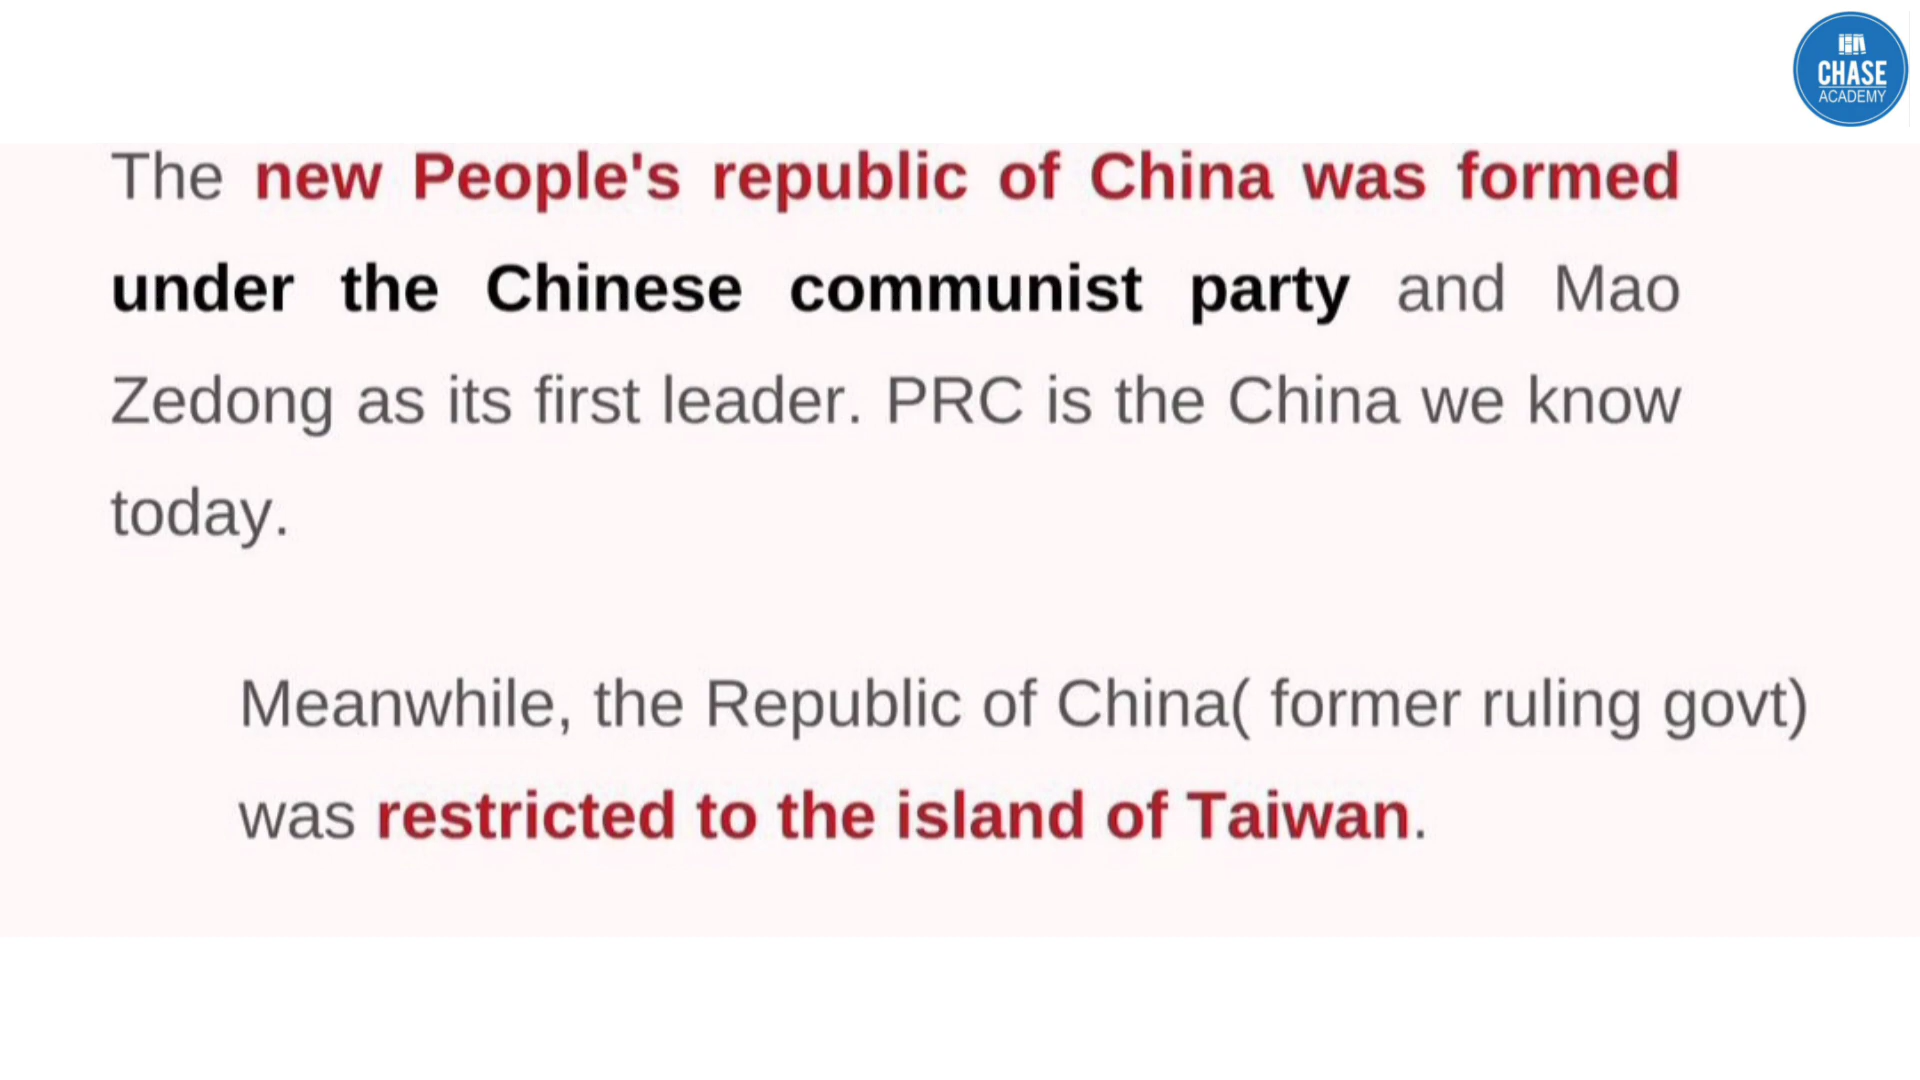 CHASE
ACADEMY
The new People's republic of China was formed
under the Chinese communist party and Mao
Zedong as its first leader. PRC is the China we know
today.
Meanwhile, the Republic of China( former ruling govt)
was restricted to the island of Taiwan.